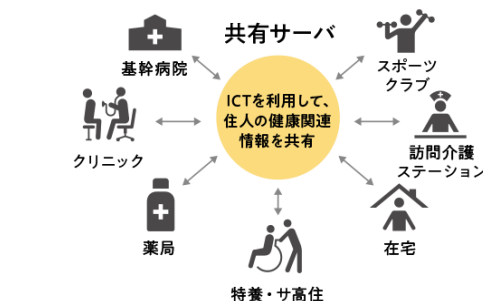 共有サーバ
基幹病院
スポーツ
クラブ
ICTを利用して、
住人の健康関連
情報を共有
クリニック
訪問介護
ステーション
薬局
在宅
特養・サ高住